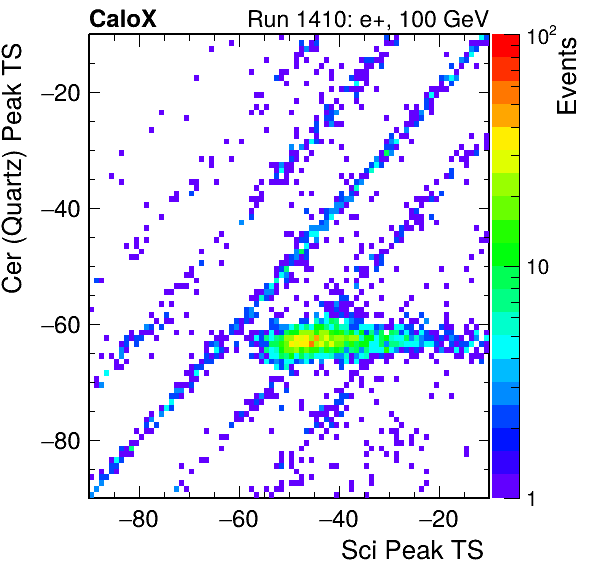 CaloX Run 1410: e+, 100 GeV
Cer (Quartz) Peak TS
−20
−40
−60
−80
−80 −60 −40 −20
Sci Peak TS
10²
10
1
Events